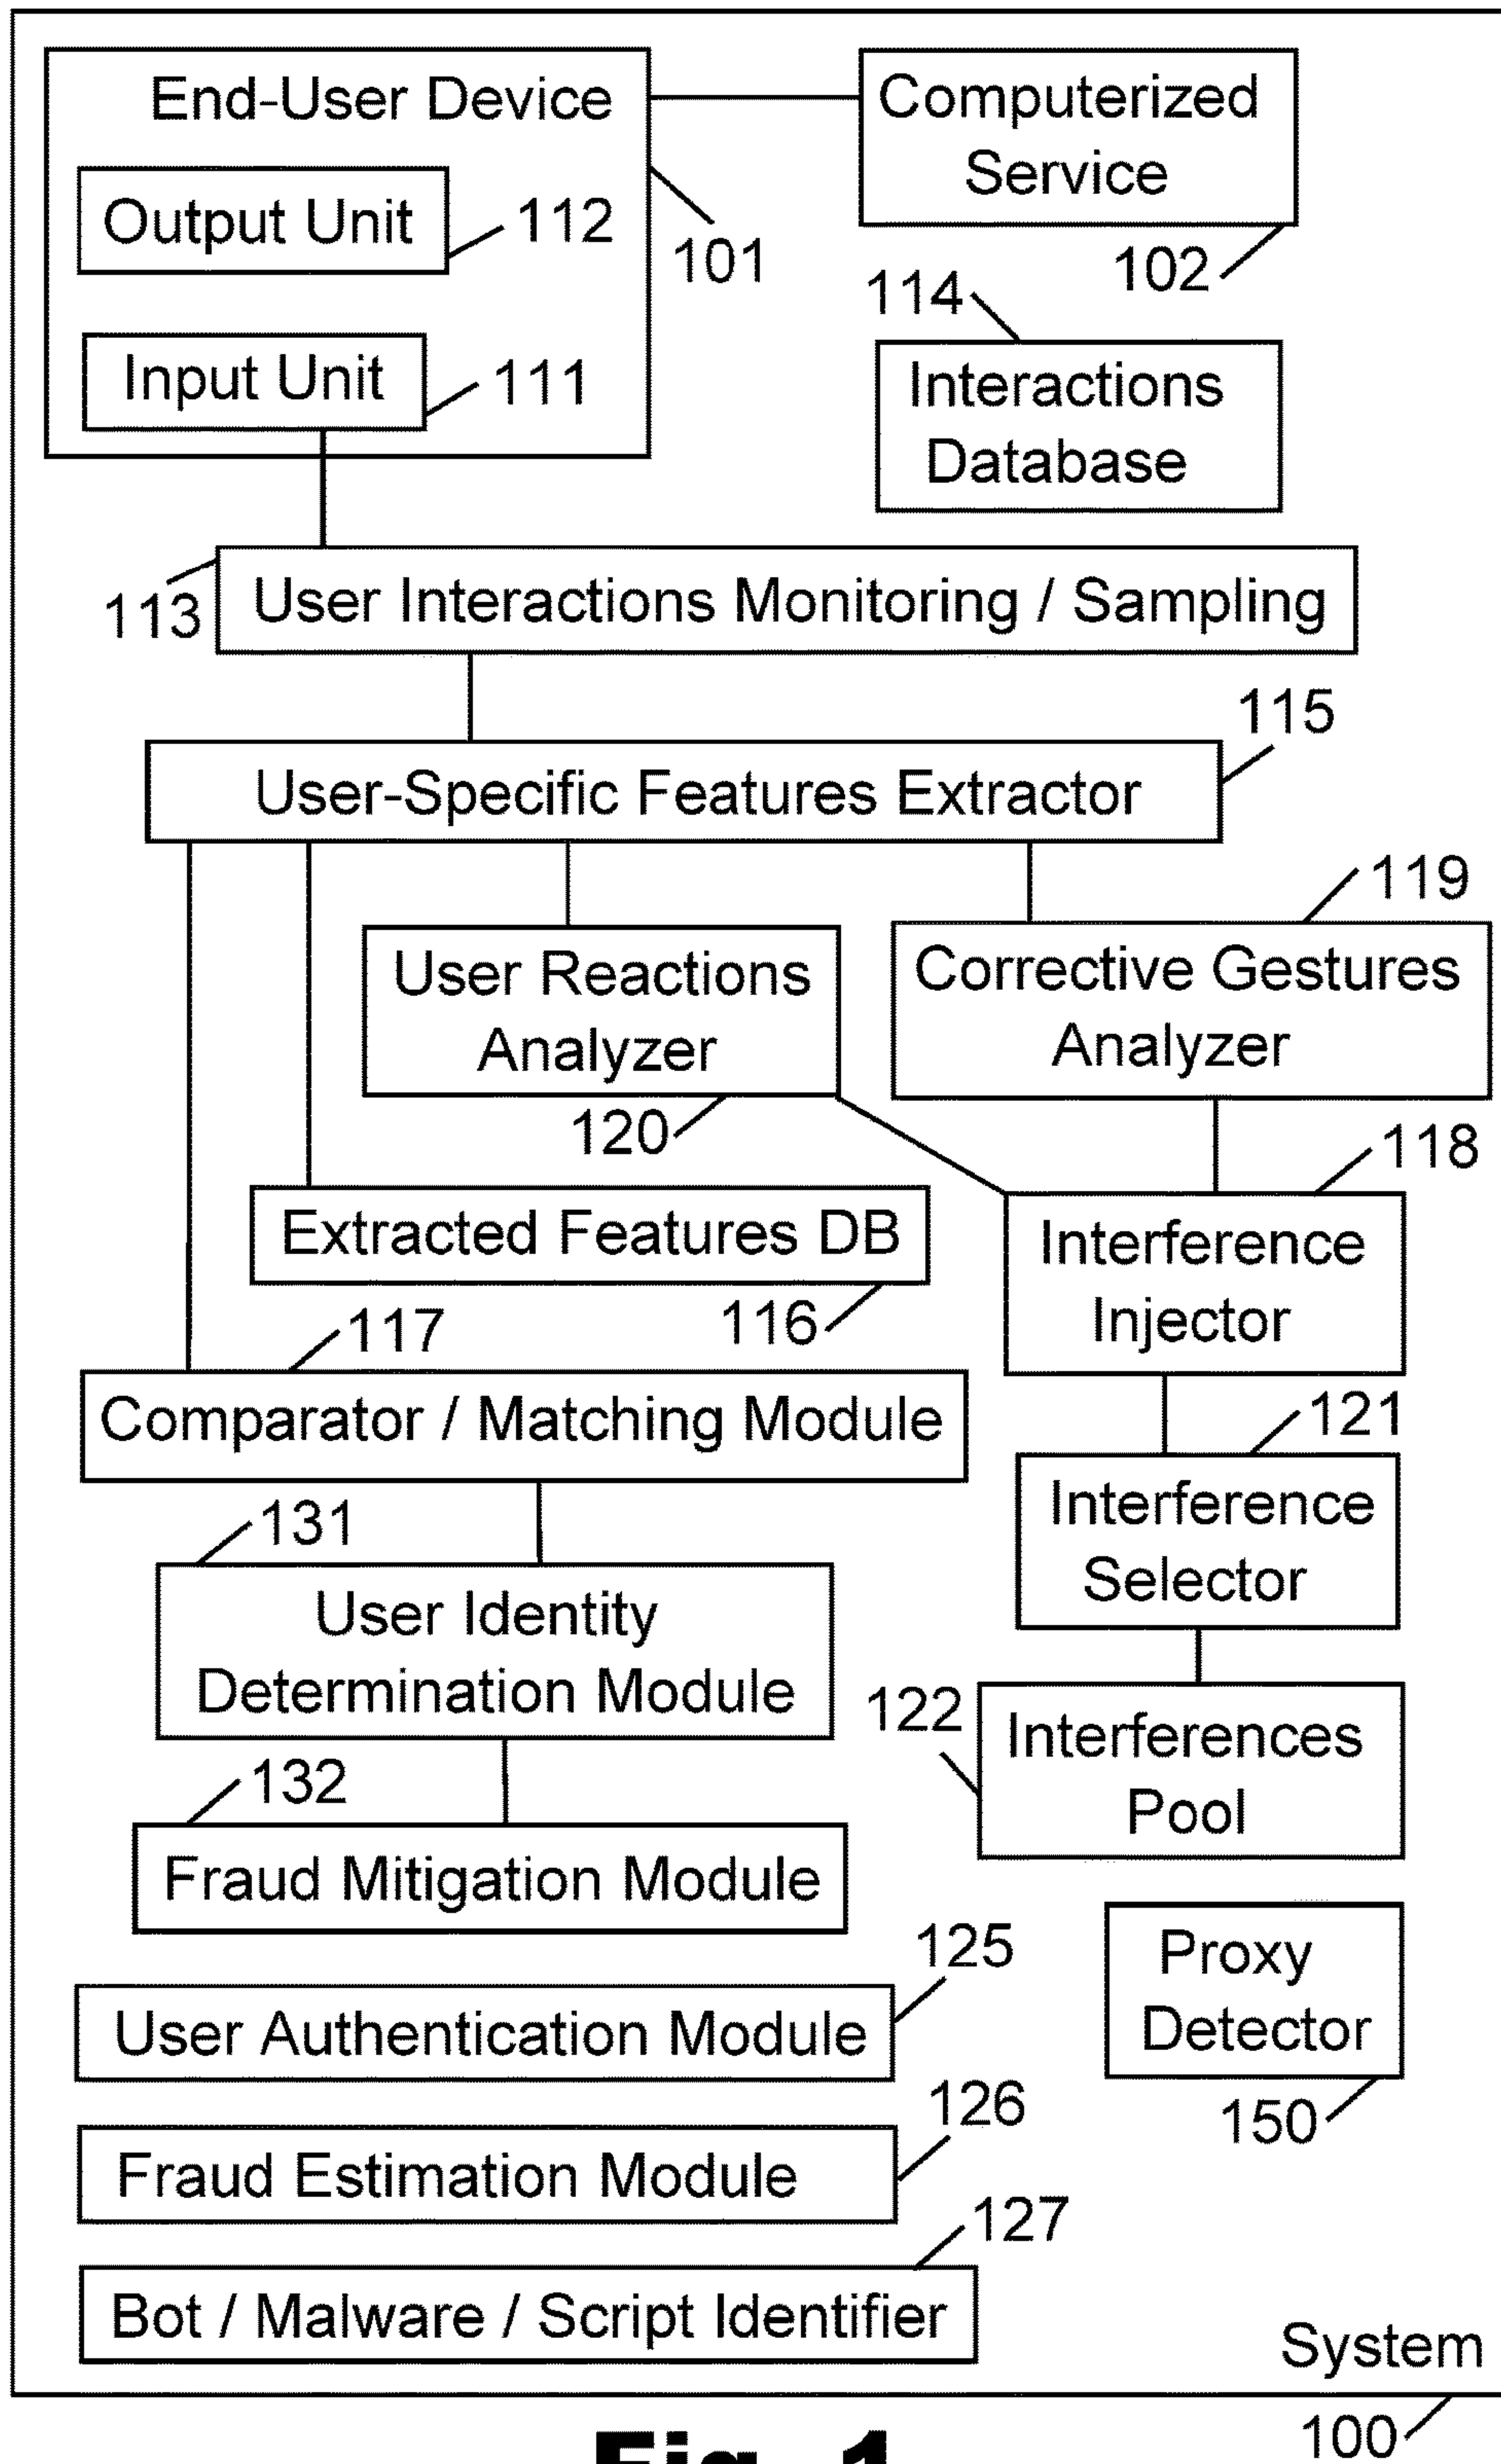 End-User Device
Computerized
Service
Output Unit
112
101
102
114
Input Unit
111
Interactions
Database
113
User Interactions Monitoring / Sampling
115
User-Specific Features Extractor
119
User Reactions
Analyzer
Corrective Gestures
Analyzer
120
118
Extracted Features DB
Interference
Injector
116
117
Comparator / Matching Module
121
131
Interference
Selector
User Identity
Determination Module
122
Interferences
Pool
132
Fraud Mitigation Module
125
Proxy
Detector
User Authentication Module
150
126
Fraud Estimation Module
127
Bot / Malware / Script Identifier
System
100
Fig. 1